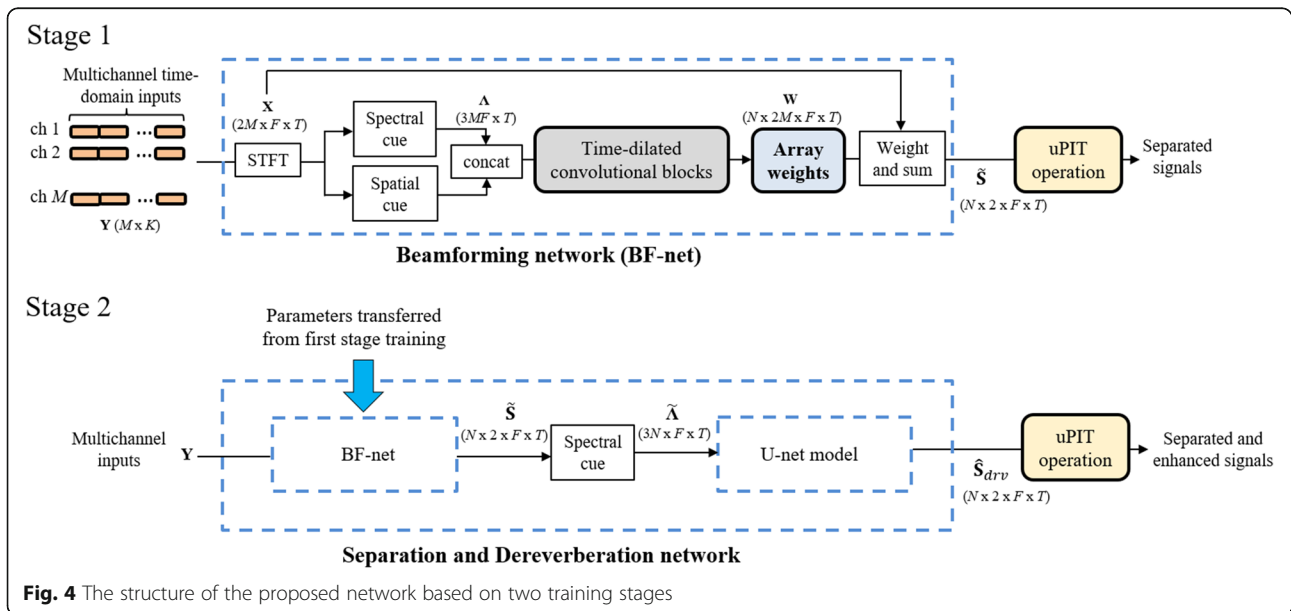 Stage 1
Multichannel time-
domain inputs
ch 1
ch 2
ch M
...
...
...
Y (M x K)
X
(2M x F x T)
STFT
Spectral
cue
Spatial
cue
Λ
(3MF x T)
concat
Time-dilated
convolutional blocks
W
(N x 2M x F x T)
Array
weights
Weight
and sum
S̃
(N x 2 x F x T)
uPIT
operation
Separated
signals
Beamforming network (BF-net)
Stage 2
Parameters transferred
from first stage training
Multichannel
inputs
Y
BF-net
S̃
(N x 2 x F x T)
Spectral
cue
Λ̃
(3N x F x T)
U-net model
Ŝdrv
(N x 2 x F x T)
uPIT
operation
Separated and
enhanced signals
Separation and Dereverberation network
Fig. 4 The structure of the proposed network based on two training stages